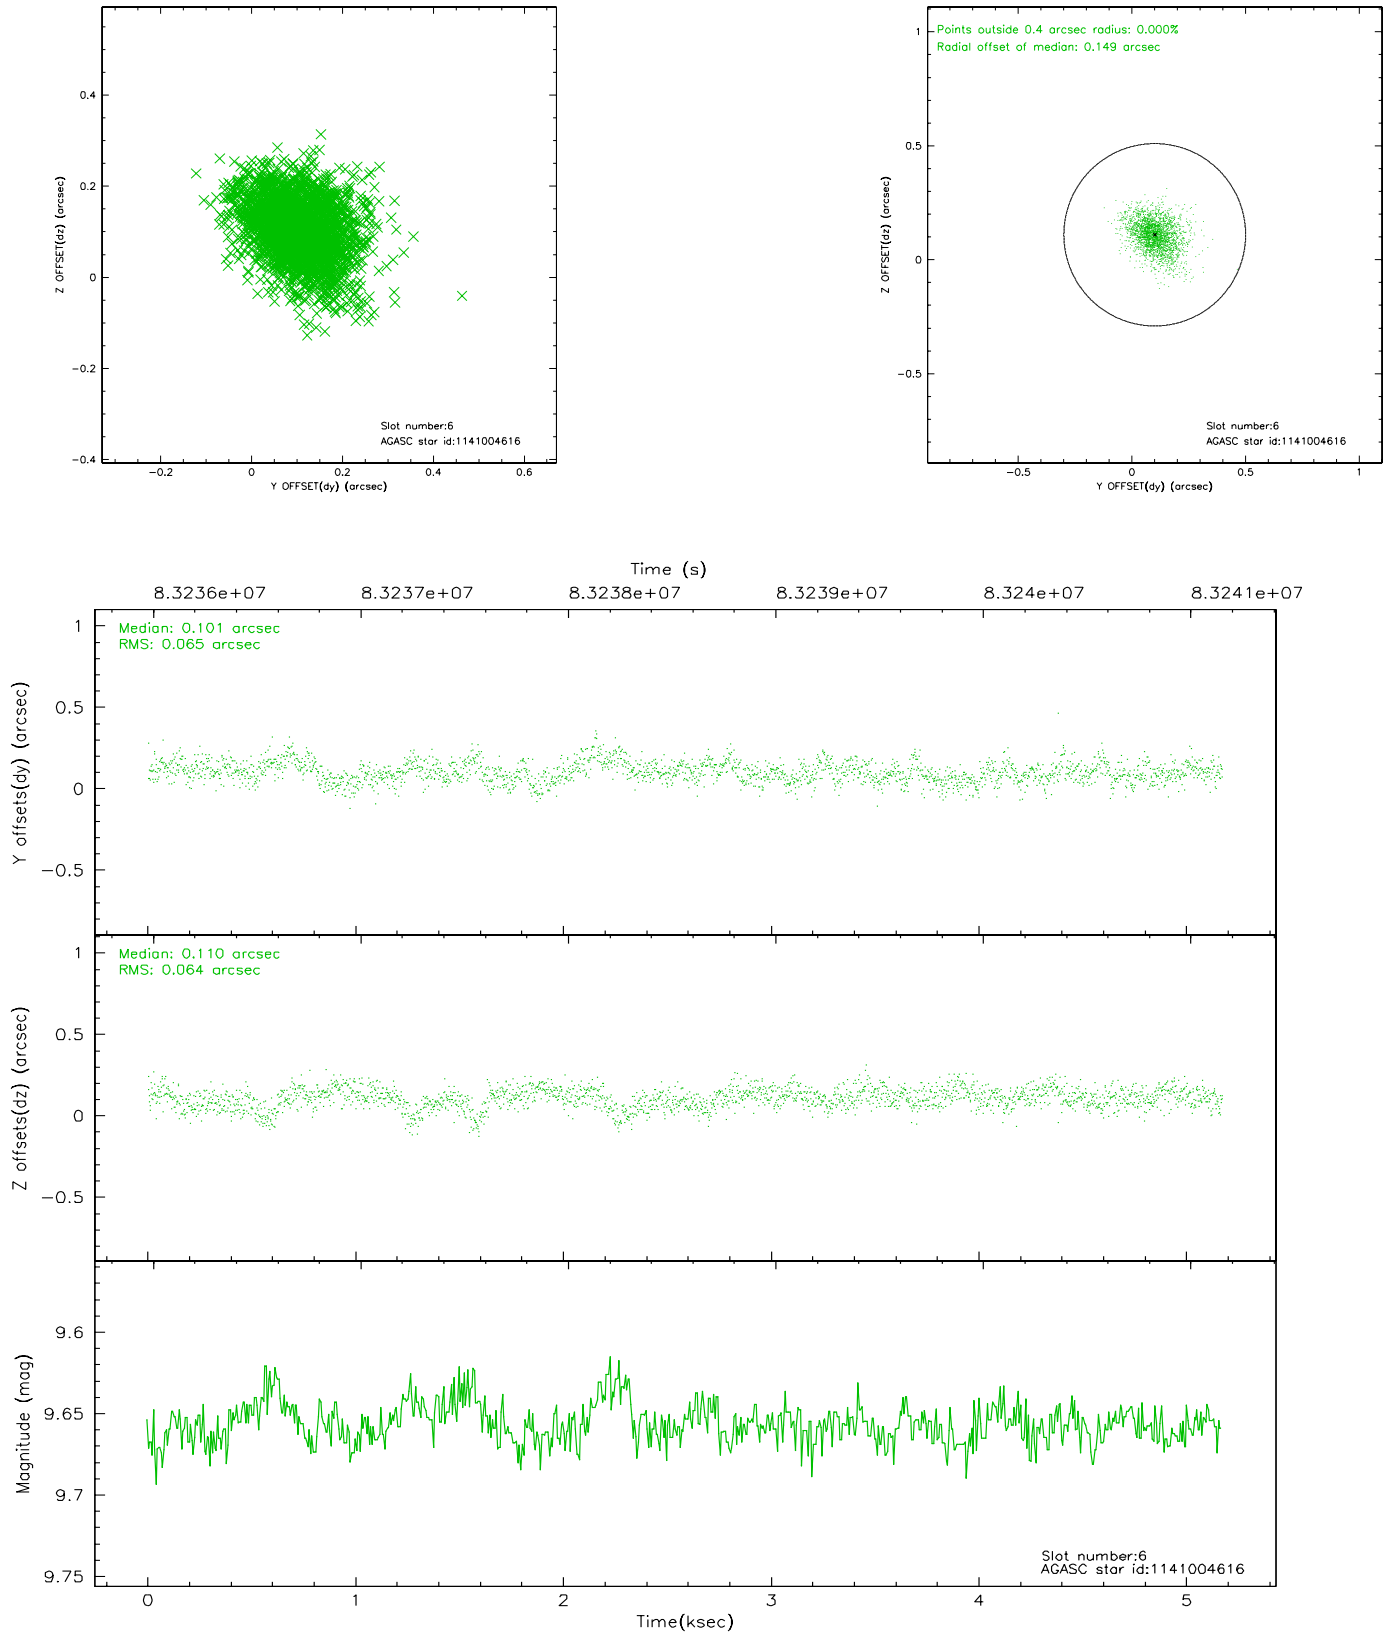 0.4
0.2
0
−0.2
−0.4
Z OFFSET(dz) (arcsec)
Slot number:6
AGASC star id:1141004616
−0.2 0 0.2 0.4 0.6
Y OFFSET(dy) (arcsec)
Points outside 0.4 arcsec radius: 0.000%
Radial offset of median: 0.149 arcsec
1
0.5
0
−0.5
Z OFFSET(dz) (arcsec)
Slot number:6
AGASC star id:1141004616
−0.5 0 0.5 1
Y OFFSET(dy) (arcsec)
Time (s)
8.3236e+07 8.3237e+07 8.3238e+07 8.3239e+07 8.324e+07 8.3241e+07
Median: 0.101 arcsec
RMS: 0.065 arcsec
1
0.5
0
−0.5
Y offsets(dy) (arcsec)
Median: 0.110 arcsec
RMS: 0.064 arcsec
1
0.5
0
−0.5
Z offsets(dz) (arcsec)
9.6
9.65
9.7
9.75
Magnitude (mag)
Slot number:6
AGASC star id:1141004616
0 1 2 3 4 5
Time(ksec)